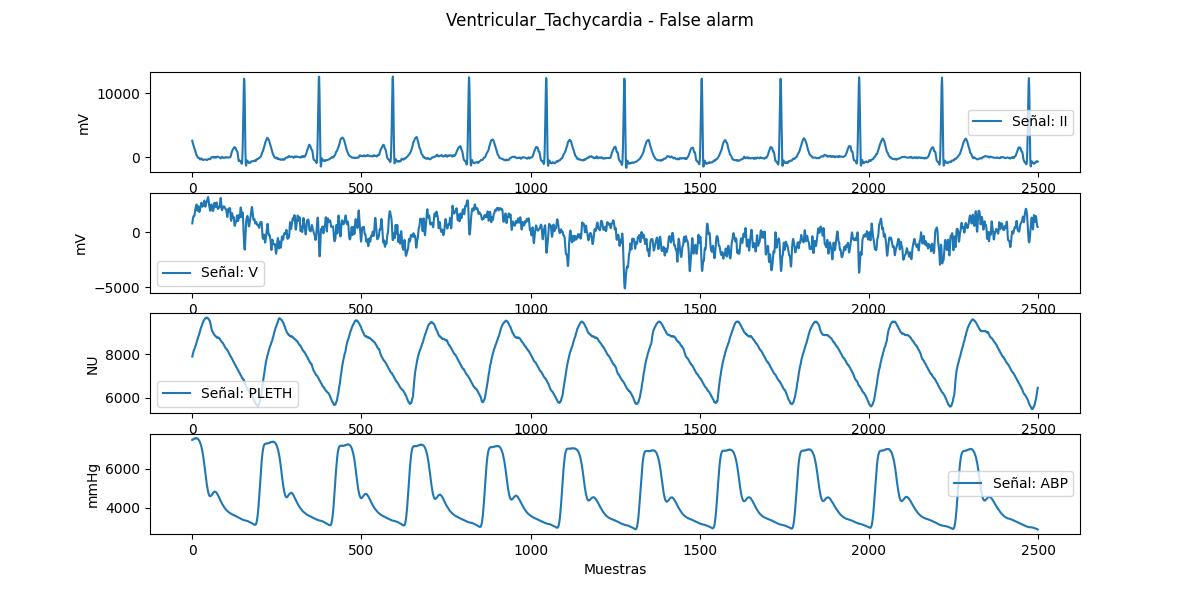 Ventricular_Tachycardia - False alarm
10000
0
mV
Señal: II
0 500 1000 1500 2000 2500
0
−5000
mV
Señal: V
0 500 1000 1500 2000 2500
8000
6000
NU
Señal: PLETH
0 500 1000 1500 2000 2500
6000
4000
mmHg
Señal: ABP
0 500 1000 1500 2000 2500
Muestras